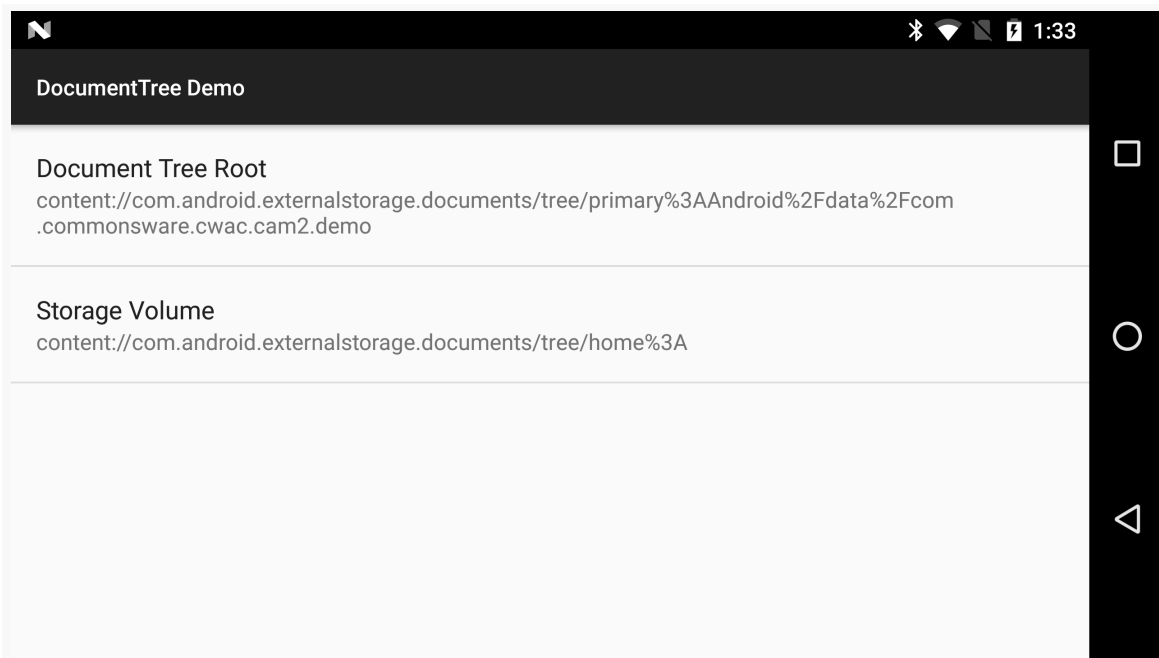 1:33
DocumentTree Demo
Document Tree Root
content://com.android.externalstorage.documents/tree/primary%3AAndroid%2Fdata%2Fcom
.commonsware.cwac.cam2.demo
Storage Volume
content://com.android.externalstorage.documents/tree/home%3A